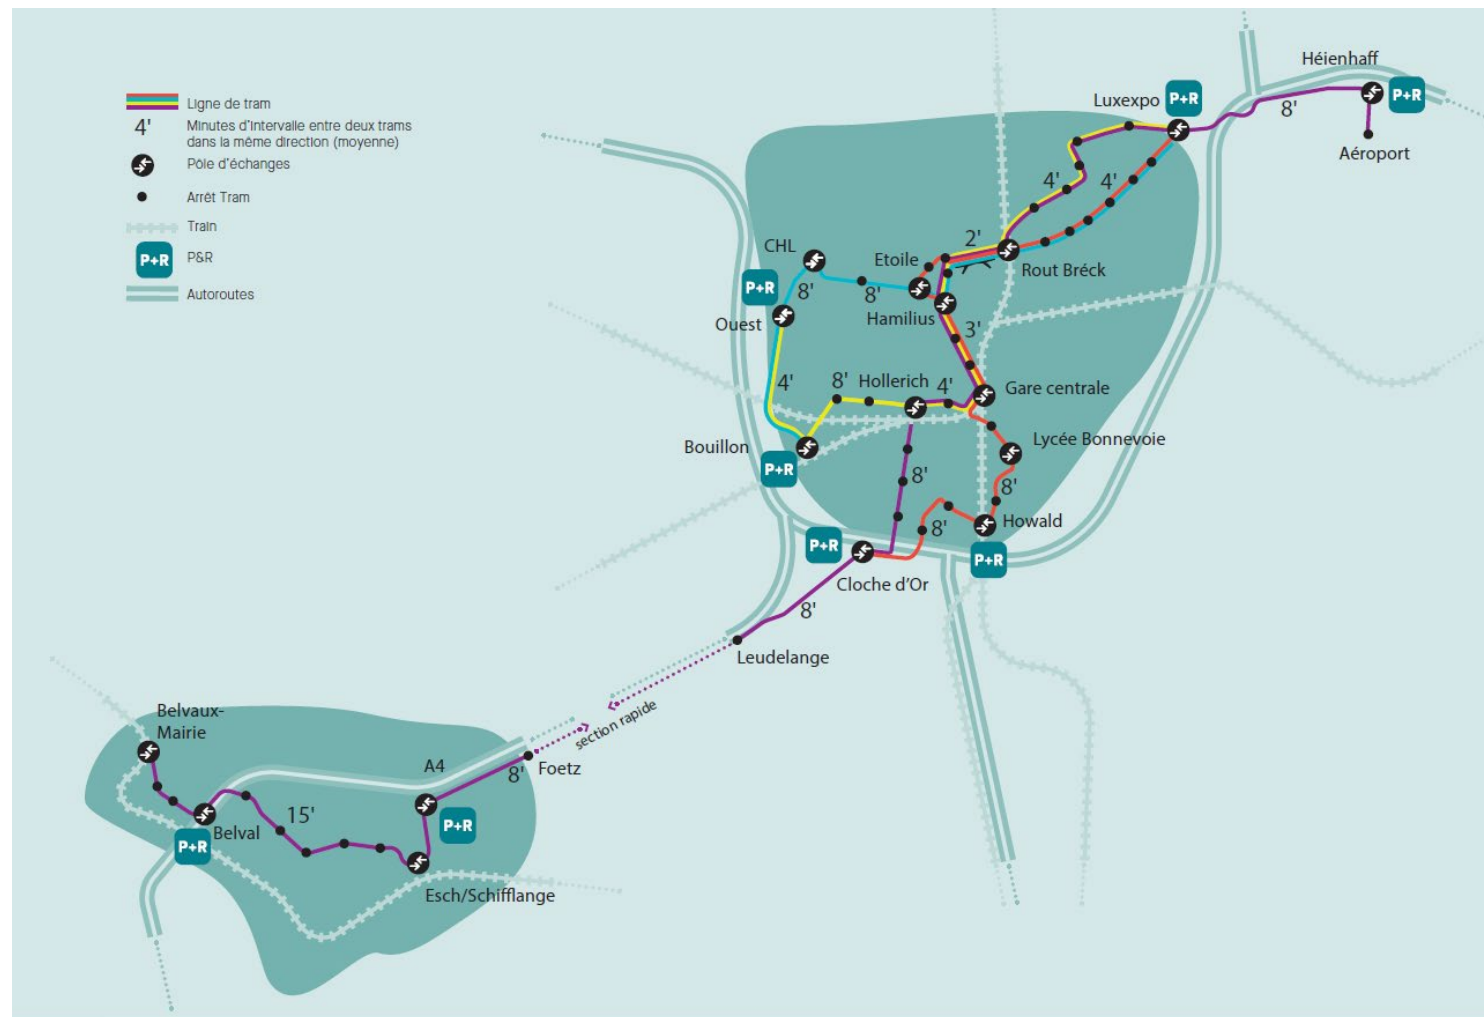 Ligne de tram
4'
Minutes d'intervalle entre deux trams
dans la même direction (moyenne)
Pôle d'échanges
Arrêt Tram
Train
P+R
P&R
Autoroutes
Héienhaff
P+R
8'
Aéroport
Luxexpo
P+R
4'
4'
2'
Rout Bréck
CHL
Etoile
P+R
8'
8'
Ouest
Hamilius
3'
4'
8'
Hollerich
4'
Gare centrale
Bouillon
P+R
Lycée Bonnevoie
8'
8'
8'
Howald
P+R
P+R
Cloche d'Or
8'
Leudelange
section rapide
Belvaux-
Mairie
A4
8'
Foetz
15'
P+R
Belval
P+R
Esch/Schifflange